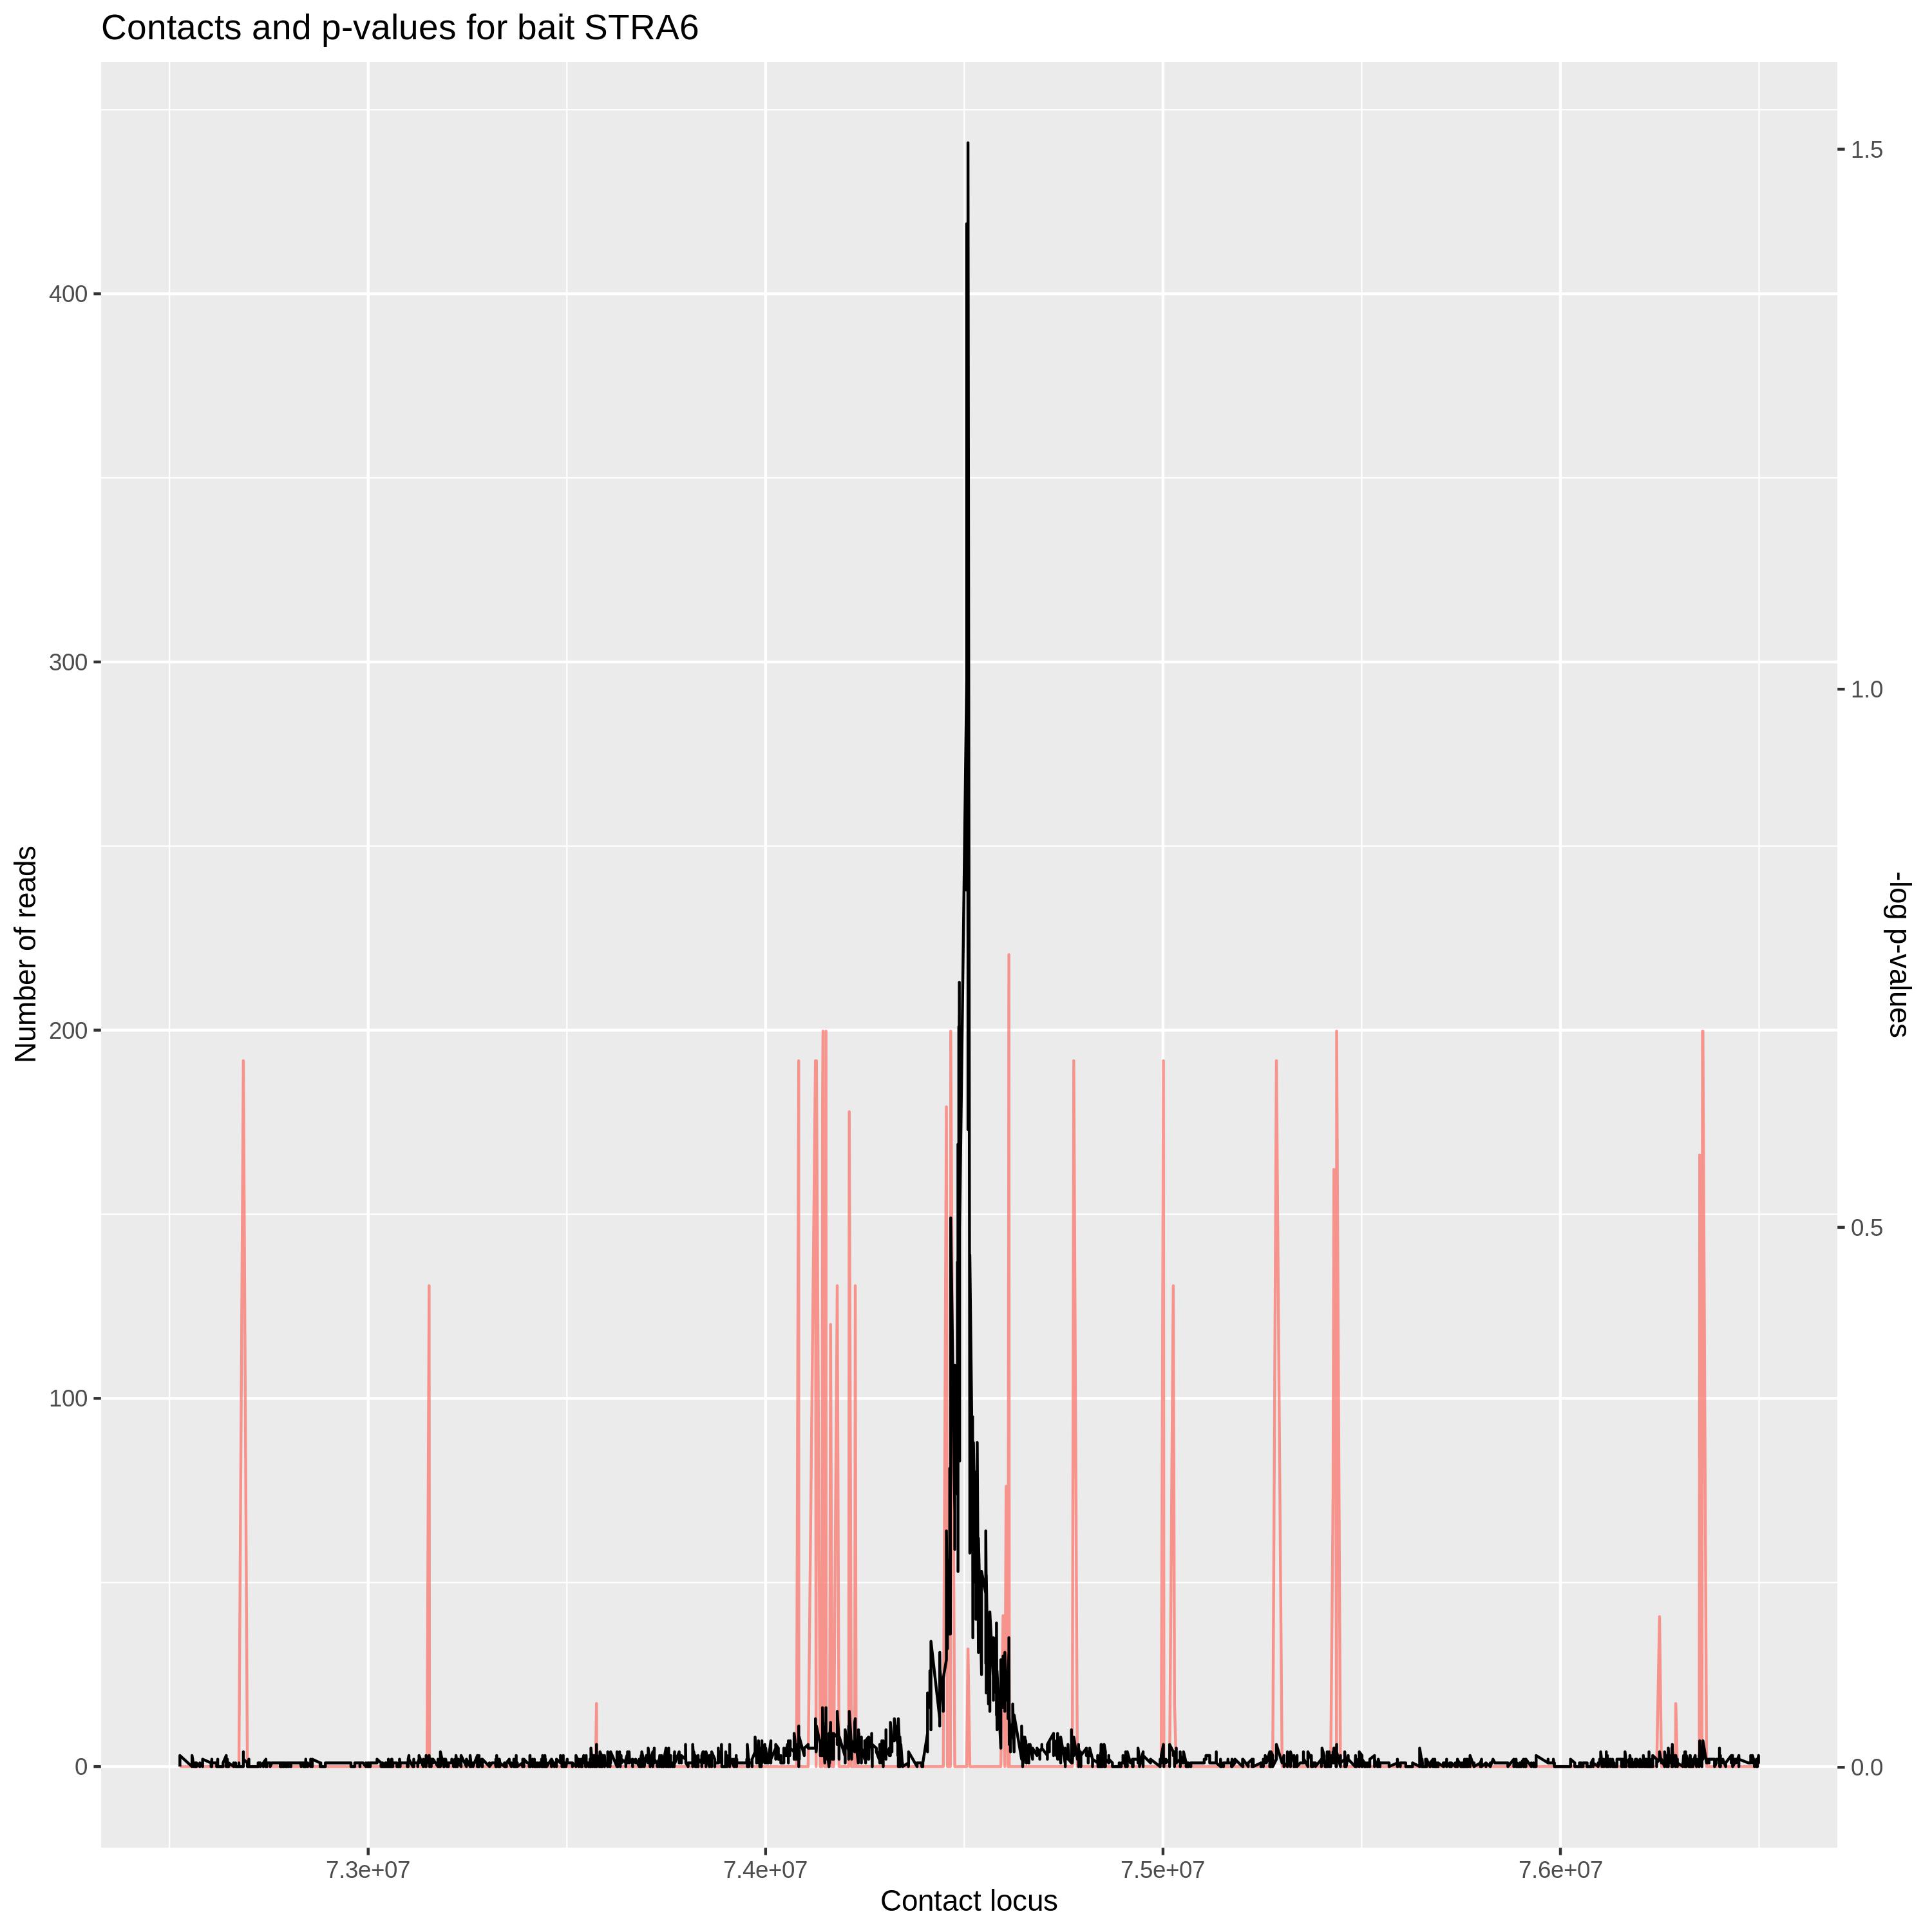 Contacts and p-values for bait STRA6
Number of reads
400
300
200
100
0
1.5
1.0
0.5
0.0
-log p-values
7.3e+07
7.4e+07
7.5e+07
7.6e+07
Contact locus